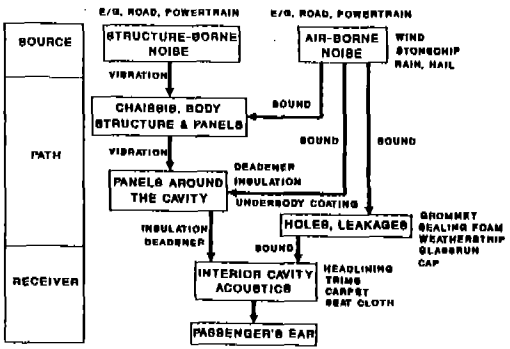 E/G, ROAD, POWERTRAIN
E/G, ROAD, POWERTRAIN
SOURCE
STRUCTURE-BORNE
NOISE
AIR-BORNE
NOISE
WIND
STONECHIP
RAIN, HAIL
VIBRATION
CHAISSIS, BODY
STRUCTURE & PANELS
SOUND
SOUND
SOUND
PATH
VIBRATION
PANELS AROUND
THE CAVITY
DEADENER
INSULATION
UNDERBODY COATING
HOLES, LEAKAGES
GROMMET
SEALING FOAM
WEATHERSTRIP
GLASSRUN
CAP
INSULATION
DEADENER
SOUND
RECEIVER
INTERIOR CAVITY
ACOUSTICS
HEADLINING
TRIMS
CARPET
SEAT CLOTH
PASSENGER'S EAR